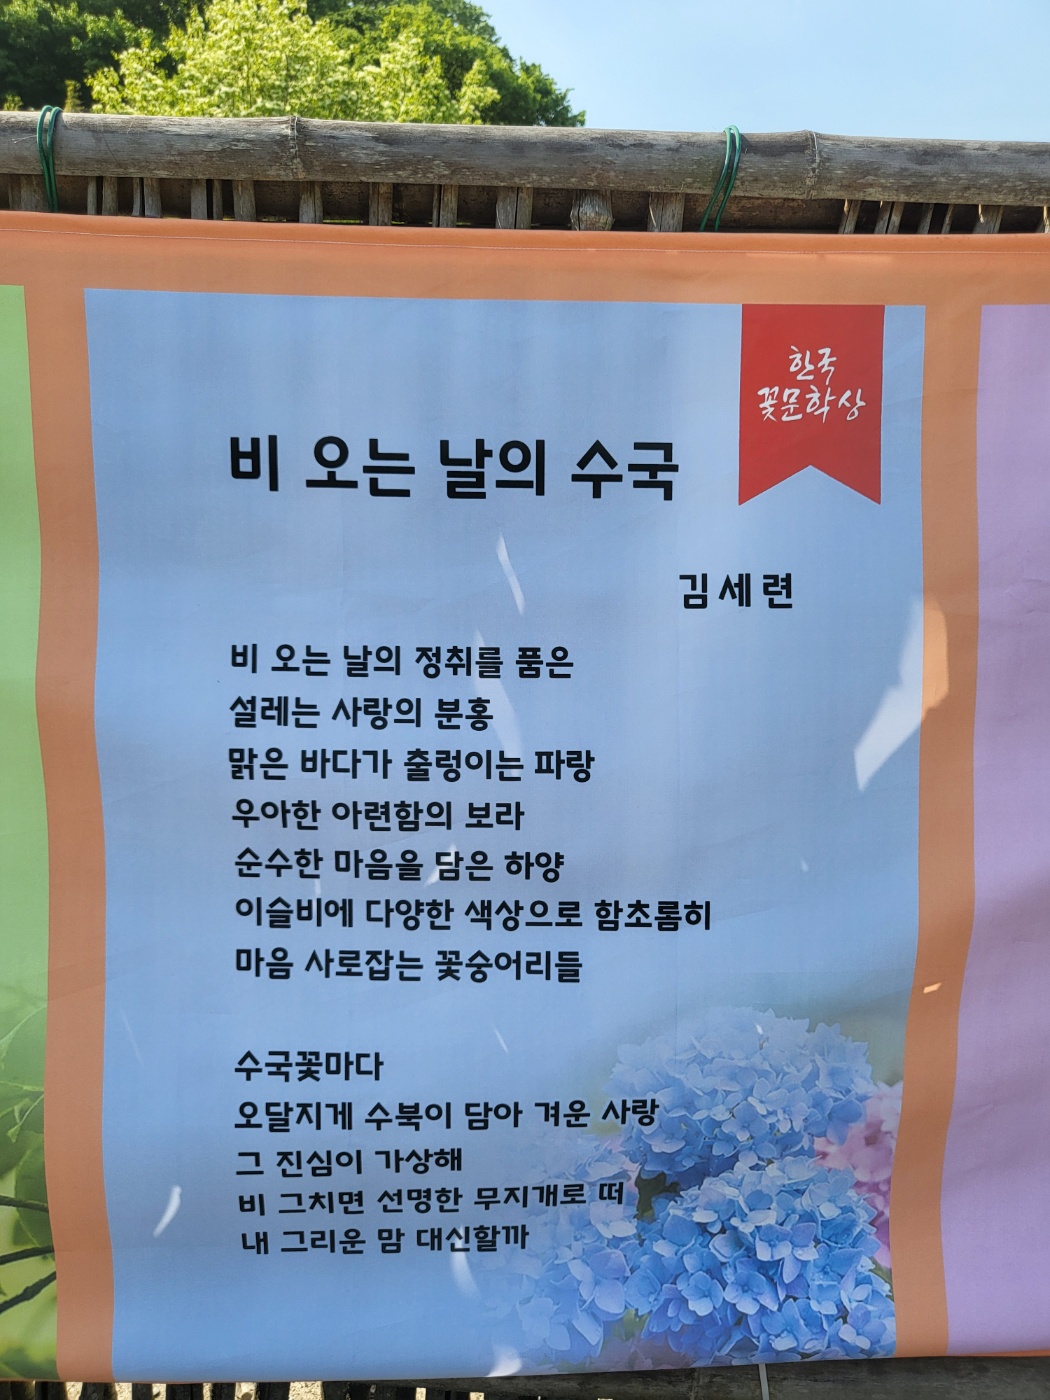 한국
꽃문학상
비 오는 날의 수국
김세련
비 오는 날의 정취를 품은
설레는 사랑의 분홍
맑은 바다가 출렁이는 파랑
우아한 아련함의 보라
순수한 마음을 담은 하양
이슬비에 다양한 색상으로 함초롬히
마음 사로잡는 꽃숭어리들
수국꽃마다
오달지게 수북이 담아 겨운 사랑
그 진심이 가상해
비 그치면 선명한 무지개로 떠
내 그리운 맘 대신할까